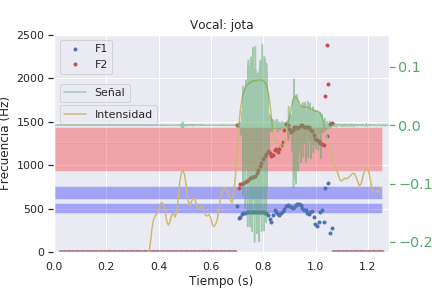 Vocal: jota
Frecuencia (Hz)
2500
2000
1500
1000
500
0
F1
F2
Señal
Intensidad
0.1
0.0
−0.1
−0.2
0.0 0.2 0.4 0.6 0.8 1.0 1.2
Tiempo (s)